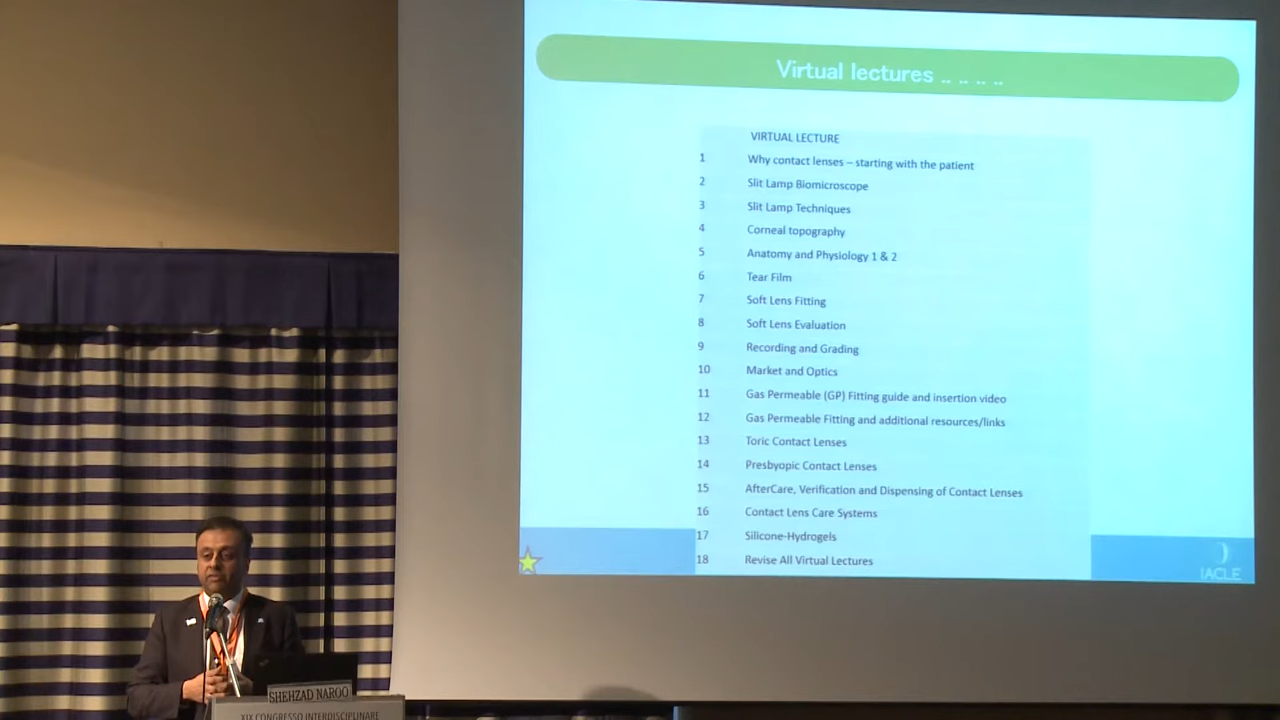 Virtual lectures .. .. .. ..
VIRTUAL LECTURE
1 Why contact lenses – starting with the patient
2 Slit Lamp Biomicroscope
3 Slit Lamp Techniques
4 Corneal topography
5 Anatomy and Physiology 1 & 2
6 Tear Film
7 Soft Lens Fitting
8 Soft Lens Evaluation
9 Recording and Grading
10 Market and Optics
11 Gas Permeable (GP) Fitting guide and insertion video
12 Gas Permeable Fitting and additional resources/links
13 Toric Contact Lenses
14 Presbyopic Contact Lenses
15 AfterCare, Verification and Dispensing of Contact Lenses
16 Contact Lens Care Systems
17 Silicone-Hydrogels
18 Revise All Virtual Lectures
IACLE
SHEHZAD NAROO
XIX CONGRESSO INTERDISCIPLINARE